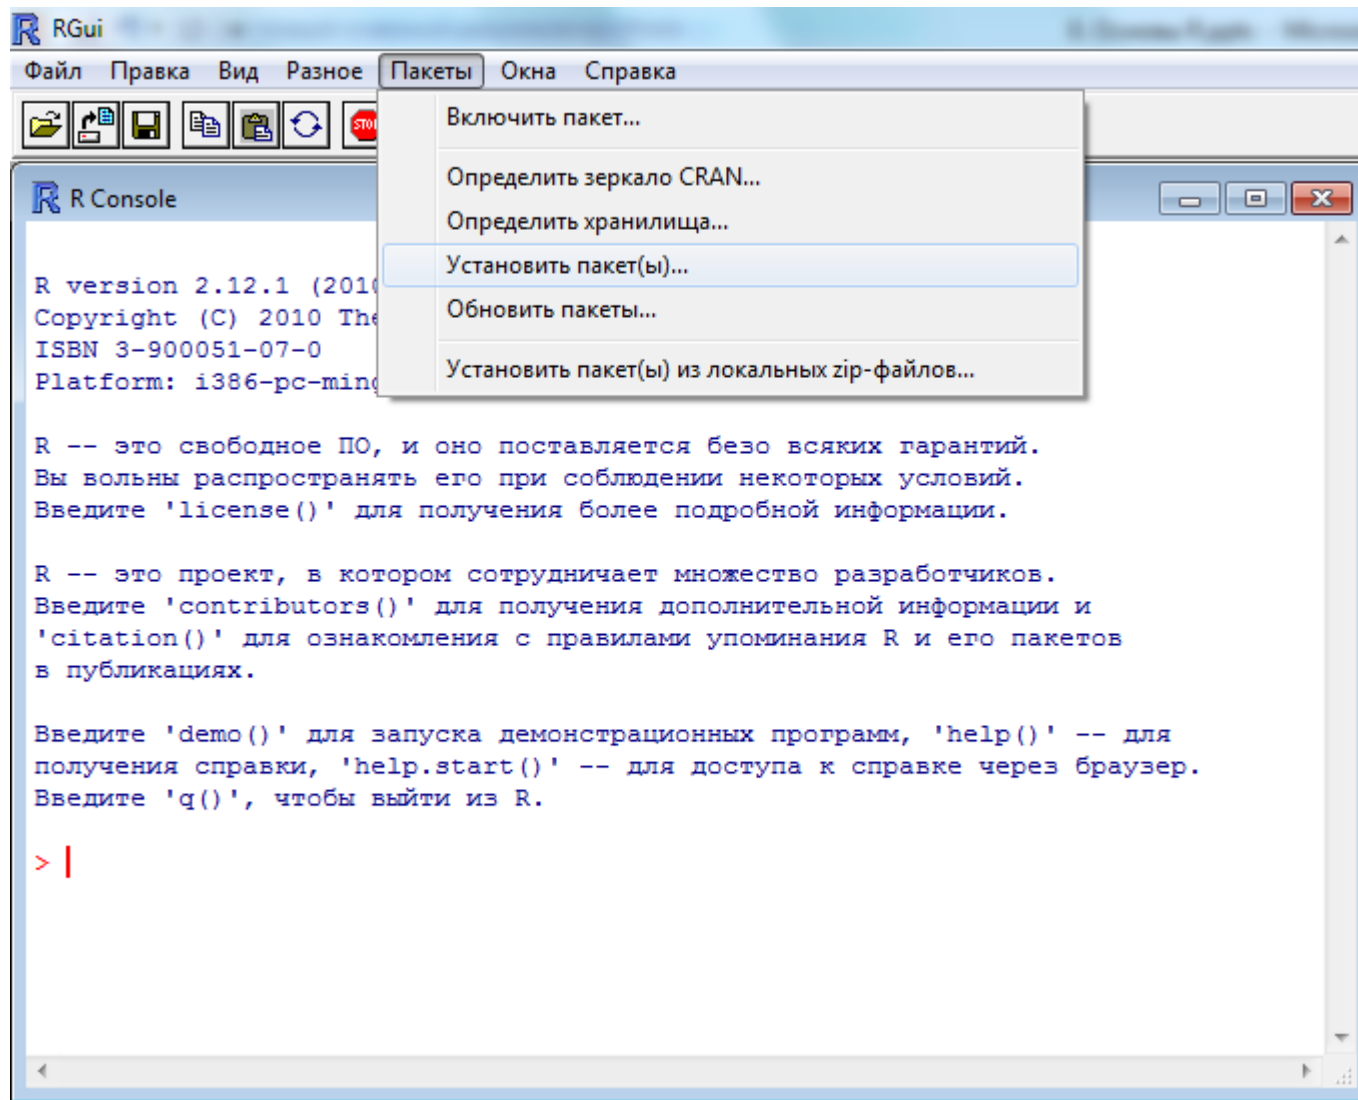 RGui
Файл Правка Вид Разное Пакеты Окна Справка
STOP
Включить пакет...
Определить зеркало CRAN...
Определить хранилища...
Установить пакет(ы)...
Обновить пакеты...
Установить пакет(ы) из локальных zip-файлов...
R Console
R version 2.12.1 (2010
Copyright (C) 2010 The
ISBN 3-900051-07-0
Platform: i386-pc-ming
R -- это свободное ПО, и оно поставляется безо всяких гарантий.
Вы вольны распространять его при соблюдении некоторых условий.
Введите 'license()' для получения более подробной информации.
R -- это проект, в котором сотрудничает множество разработчиков.
Введите 'contributors()' для получения дополнительной информации и
'citation()' для ознакомления с правилами упоминания R и его пакетов
в публикациях.
Введите 'demo()' для запуска демонстрационных программ, 'help()' -- для
получения справки, 'help.start()' -- для доступа к справке через браузер.
Введите 'q()', чтобы выйти из R.
>